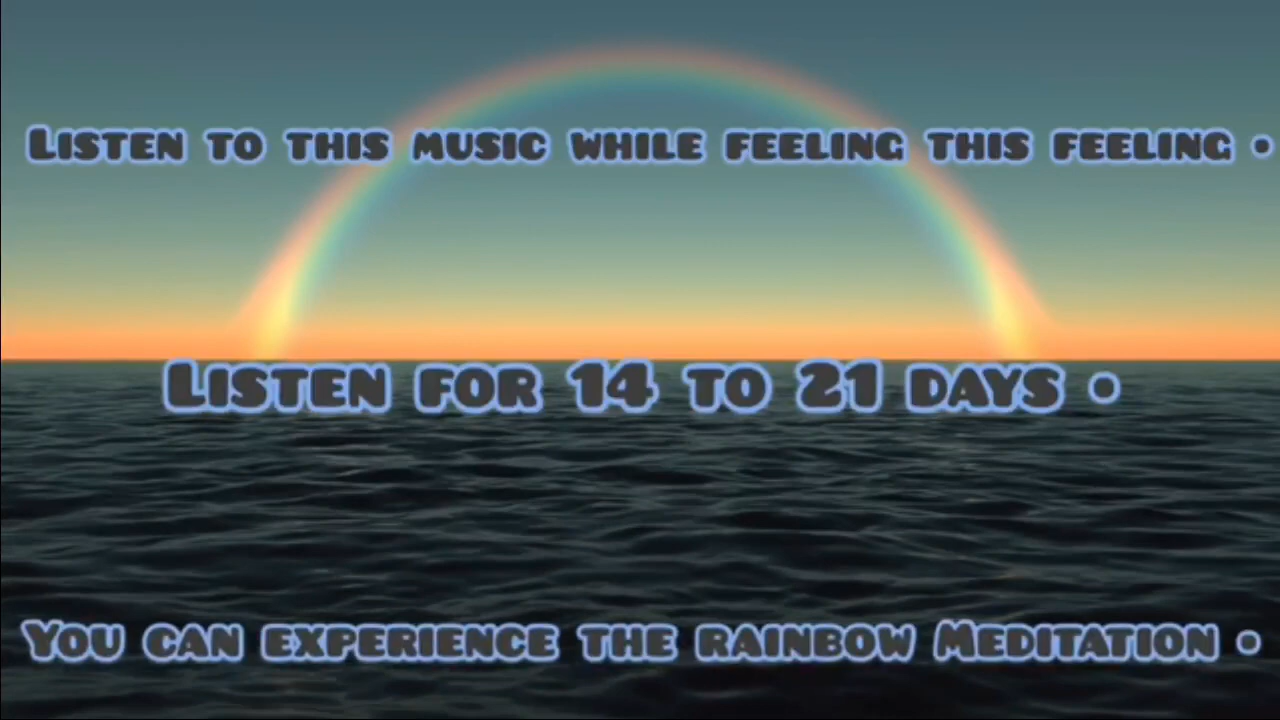 Listen to this music while feeling this feeling •
Listen for 14 to 21 days •
You can experience the rainbow Meditation •